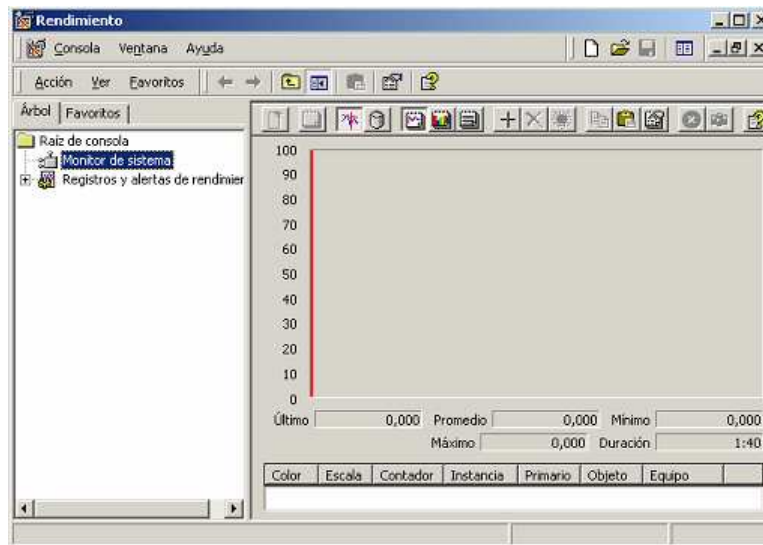 Rendimiento
Consola Ventana Ayuda
Acción Ver Favoritos
Árbol Favoritos
Raíz de consola
Monitor de sistema
Registros y alertas de rendimier
100
90
80
70
60
50
40
30
20
10
0
Último 0,000 Promedio 0,000 Mínimo 0,000
Máximo 0,000 Duración 1:40
Color Escala Contador Instancia Primario Objeto Equipo